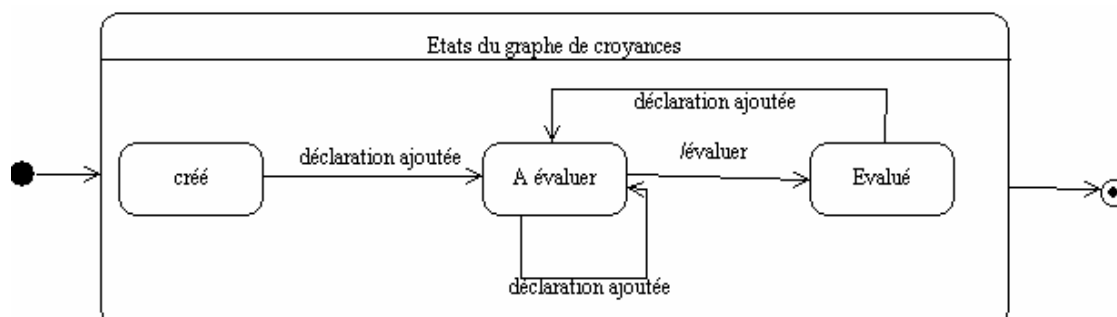 Etats du graphe de croyances
déclaration ajoutée
déclaration ajoutée
/évaluer
créé
A évaluer
Evalué
déclaration ajoutée